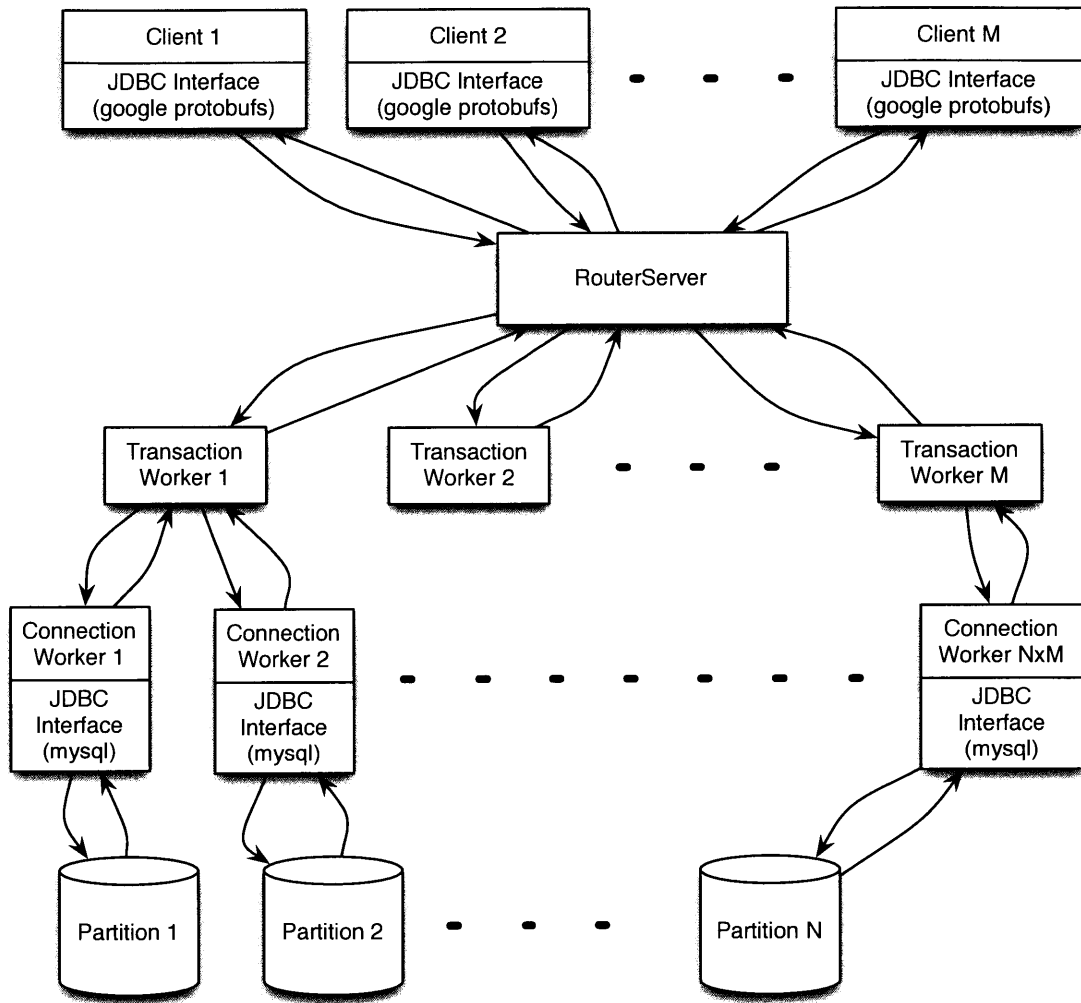 Client 1
JDBC Interface
(google protobufs)
Client 2
JDBC Interface
(google protobufs)
Client M
JDBC Interface
(google protobufs)
RouterServer
Transaction
Worker 1
Transaction
Worker 2
Transaction
Worker M
Connection
Worker 1
JDBC
Interface
(mysql)
Connection
Worker 2
JDBC
Interface
(mysql)
Connection
Worker NxM
JDBC
Interface
(mysql)
Partition 1
Partition 2
Partition N